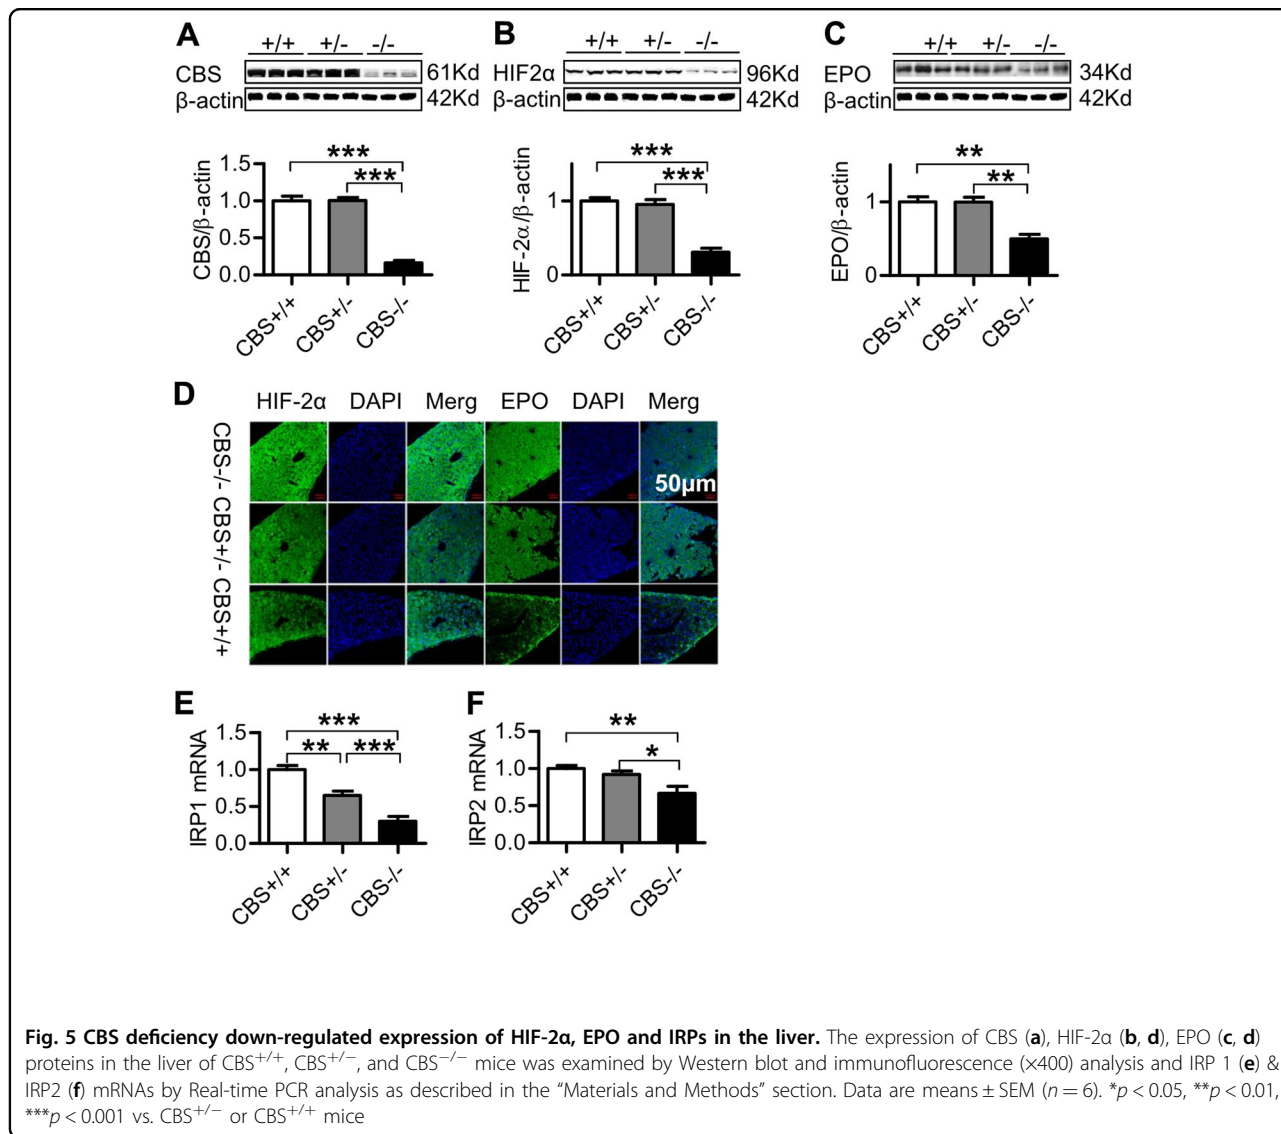 A
+/+ +/- -/-
CBS 61Kd
β-actin 42Kd
B
+/+ +/- -/-
HIF2α 96Kd
β-actin 42Kd
C
+/+ +/- -/-
EPO 34Kd
β-actin 42Kd
CBS/β-actin
1.5
1.0
0.5
0.0
***
***
CBS+/+ CBS+/- CBS-/-
HIF-2α/β-actin
1
0
***
***
CBS+/+ CBS+/- CBS-/-
EPO/β-actin
1
0
**
**
CBS+/+ CBS+/- CBS-/-
D
HIF-2α DAPI Merg EPO DAPI Merg
CBS-/- CBS+/- CBS+/+
50μm
E
IRP1 mRNA
1.5
1.0
0.5
0.0
***
** ***
CBS+/+ CBS+/- CBS-/-
F
IRP2 mRNA
1.5
1.0
0.5
0.0
**
*
CBS+/+ CBS+/- CBS-/-
Fig. 5 CBS deficiency down-regulated expression of HIF-2α, EPO and IRPs in the liver. The expression of CBS (a), HIF-2α (b, d), EPO (c, d)
proteins in the liver of CBS+/+, CBS+/−, and CBS−/− mice was examined by Western blot and immunofluorescence (×400) analysis and IRP 1 (e) &
IRP2 (f) mRNAs by Real-time PCR analysis as described in the “Materials and Methods” section. Data are means ± SEM (n = 6). *p < 0.05, **p < 0.01,
***p < 0.001 vs. CBS+/− or CBS+/+ mice